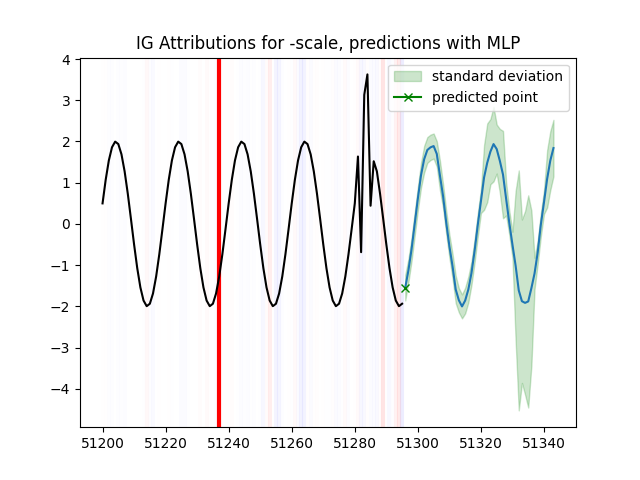 IG Attributions for -scale, predictions with MLP
standard deviation
predicted point
4
3
2
1
0
−1
−2
−3
−4
51200 51220 51240 51260 51280 51300 51320 51340